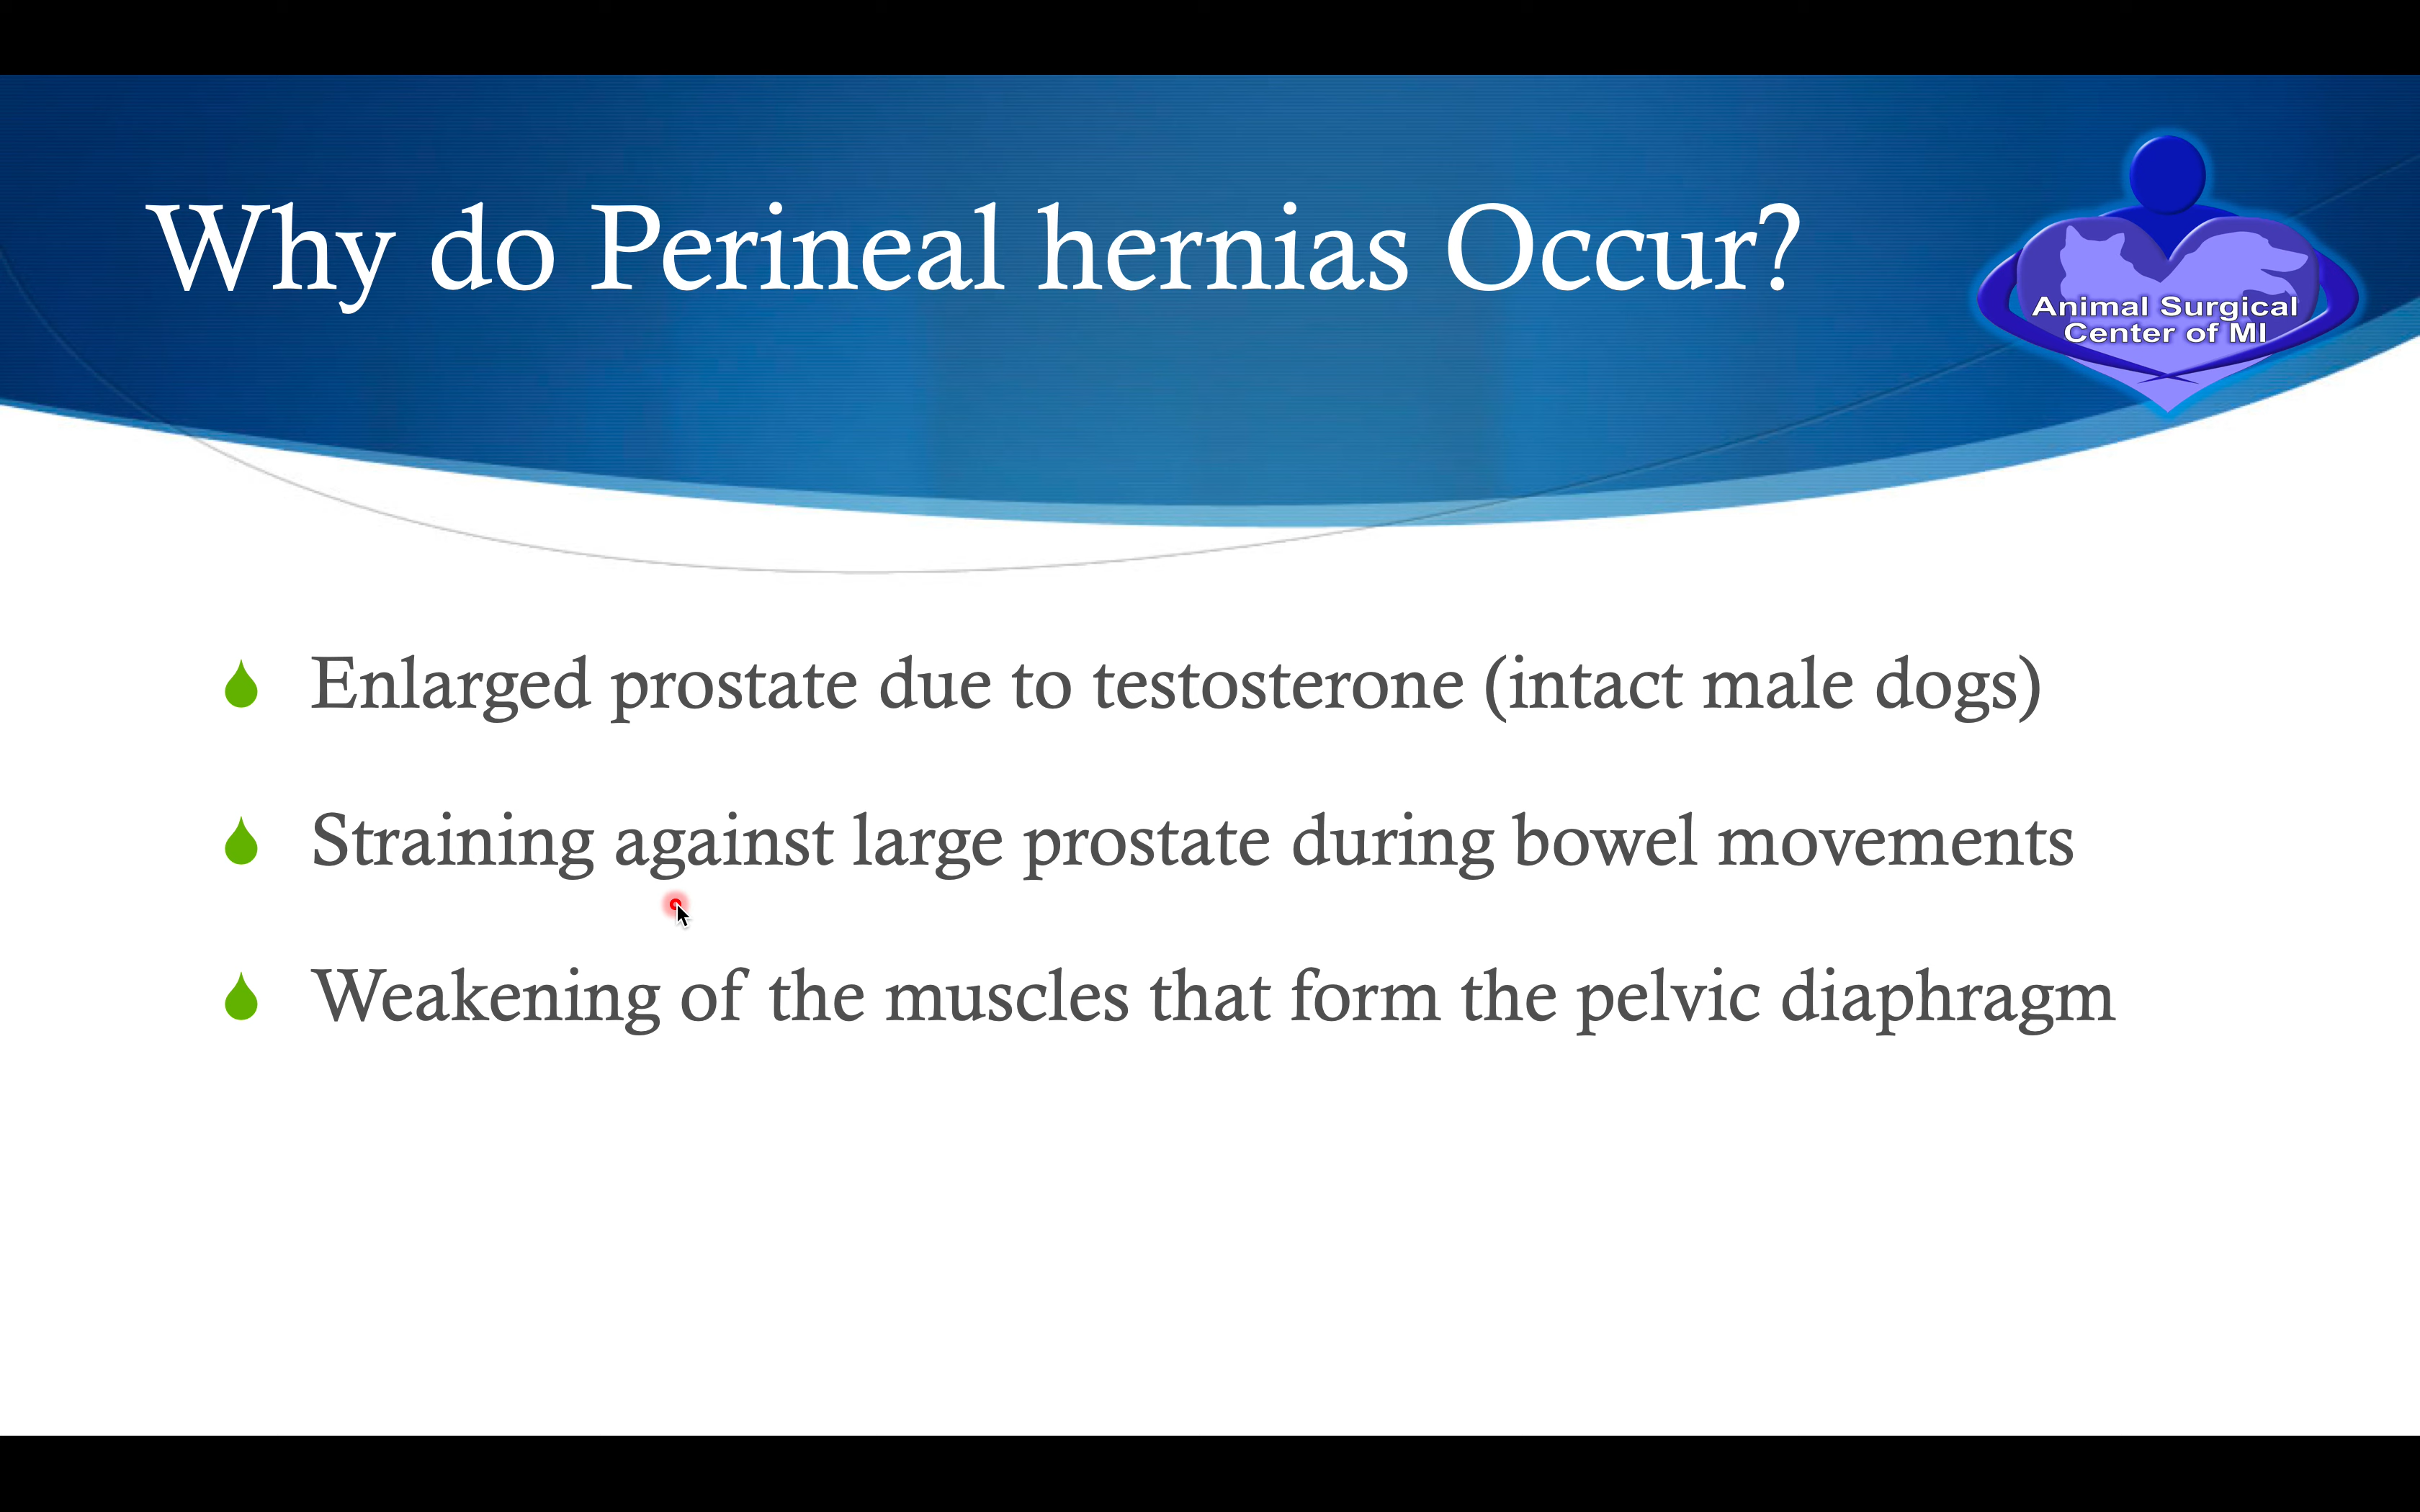 Why do Perineal hernias Occur?
Animal Surgical
Center of MI
Enlarged prostate due to testosterone (intact male dogs)
Straining against large prostate during bowel movements
Weakening of the muscles that form the pelvic diaphragm